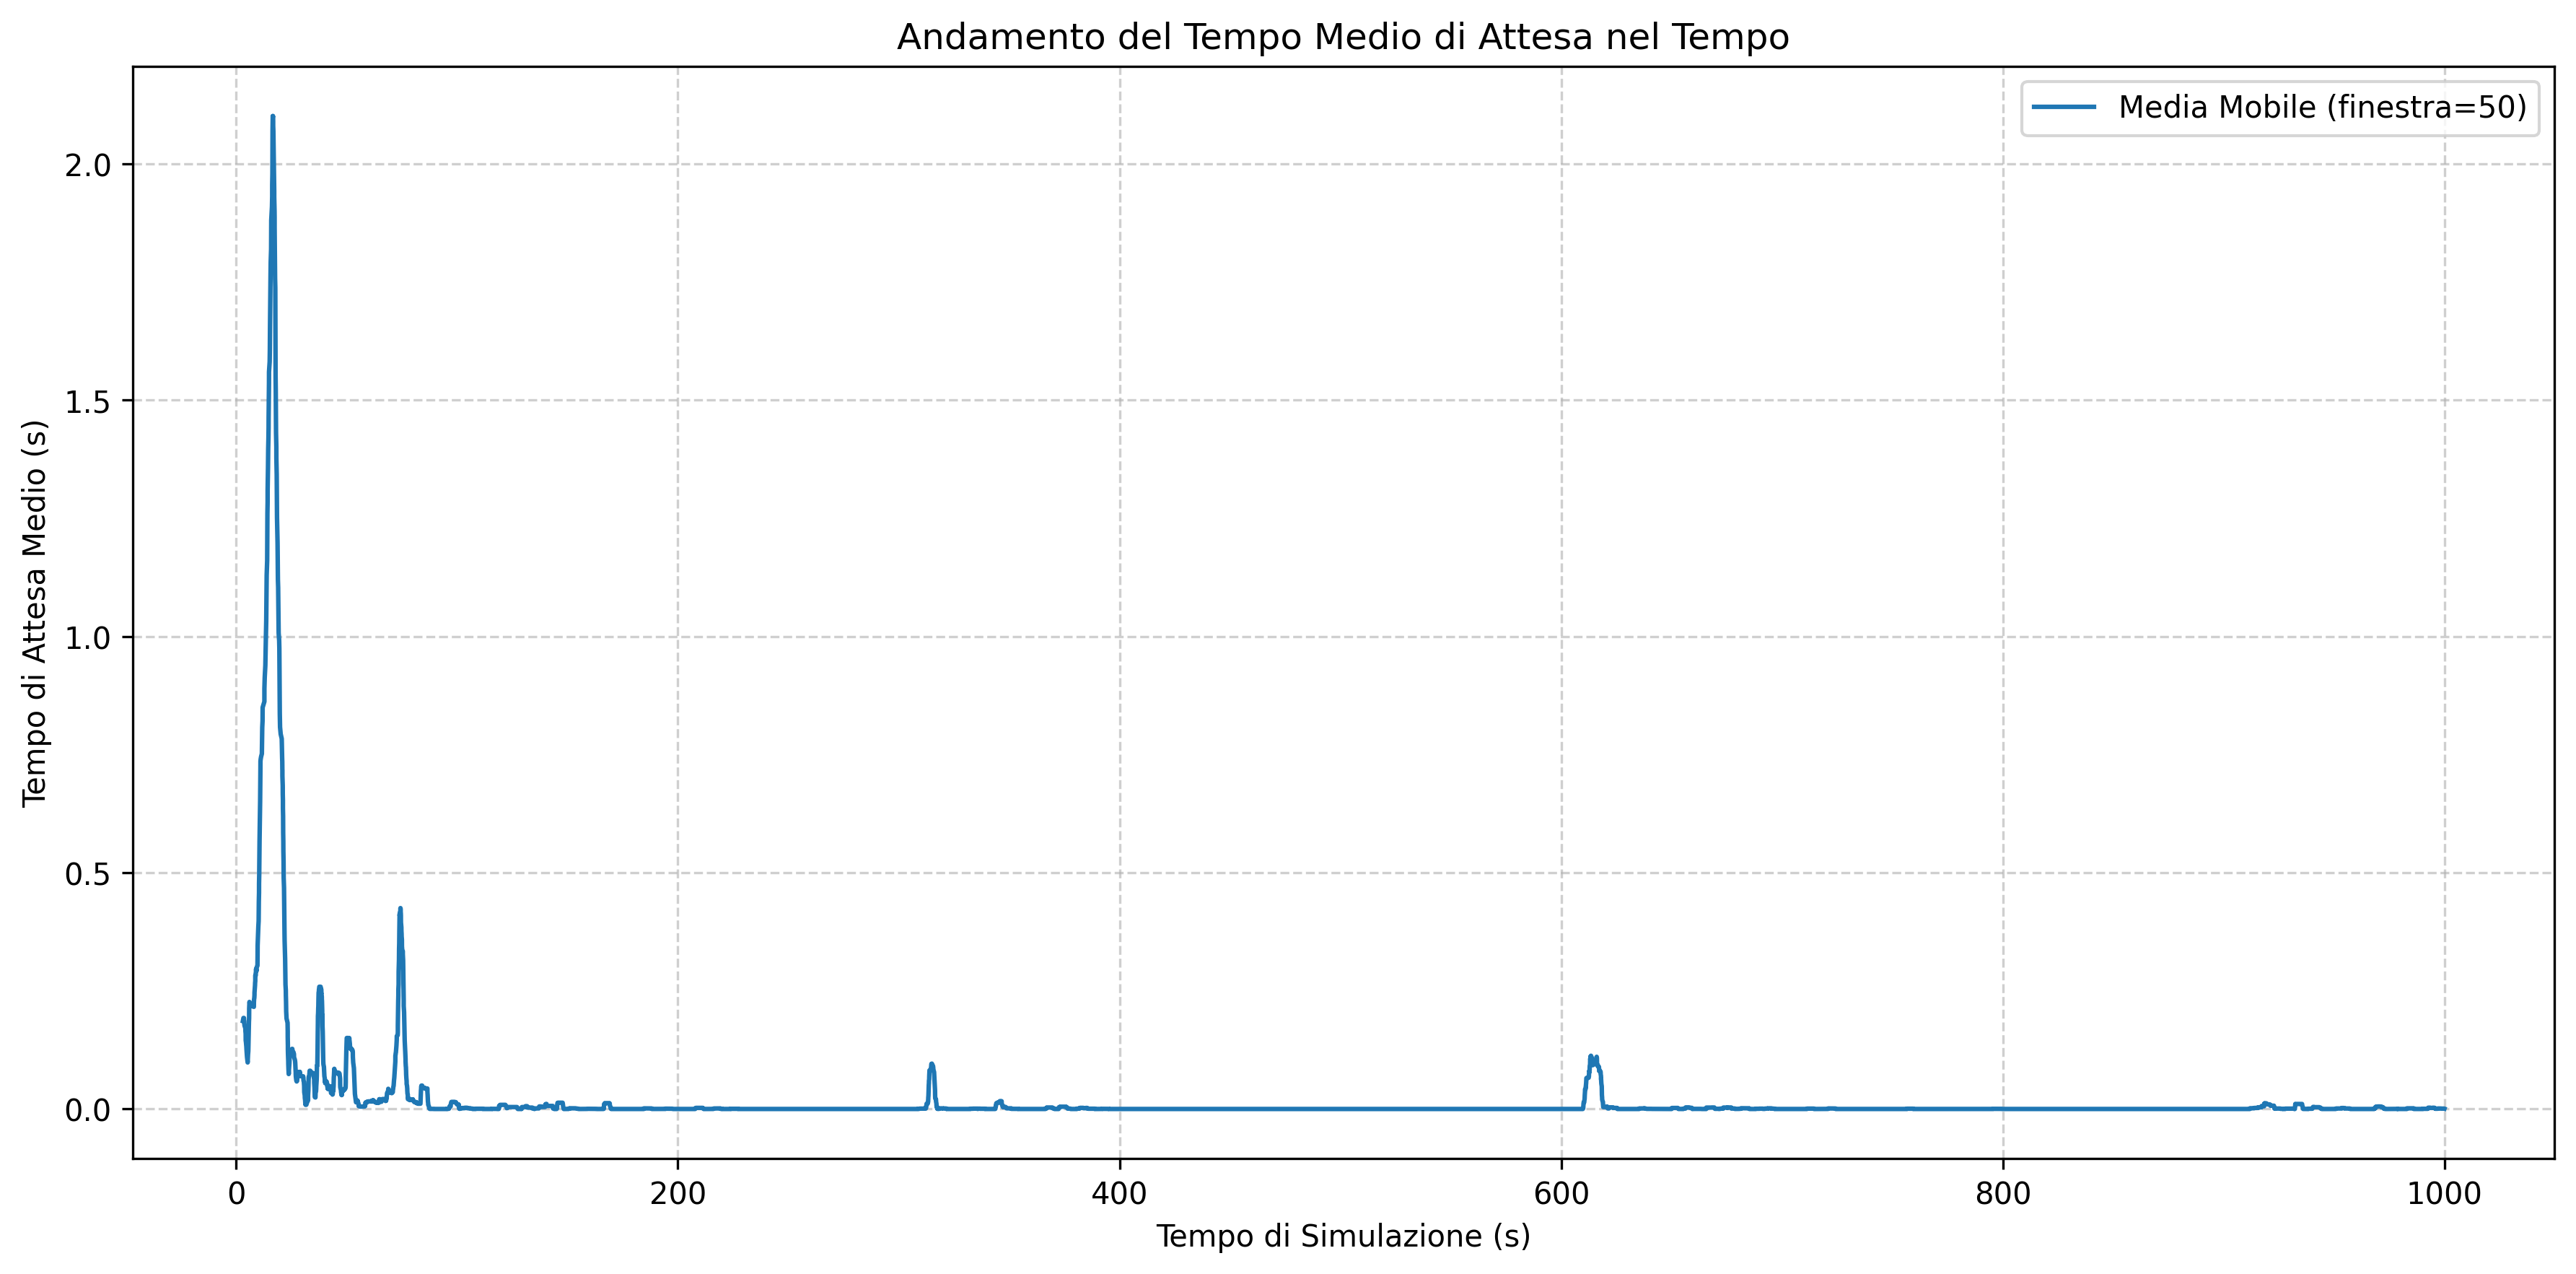 Andamento del Tempo Medio di Attesa nel Tempo
Media Mobile (finestra=50)
Tempo di Attesa Medio (s)
2.0
1.5
1.0
0.5
0.0
0 200 400 600 800 1000
Tempo di Simulazione (s)